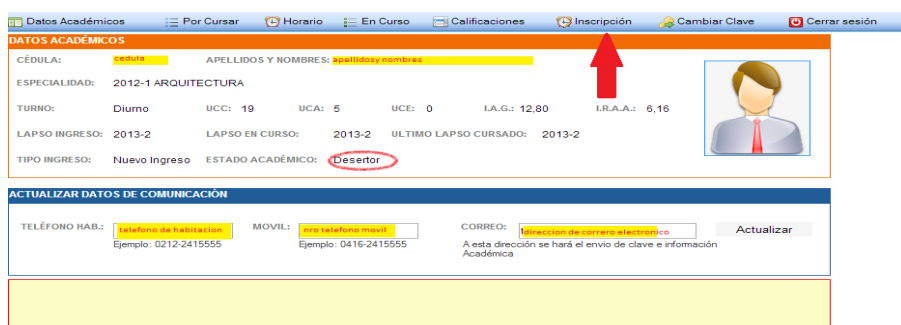 Datos Académicos Por Cursar Horario En Curso Calificaciones Inscripción Cambiar Clave Cerrar sesión
DATOS ACADÉMICOS
CÉDULA: cedula APELLIDOS Y NOMBRES: apellidosy nombres
ESPECIALIDAD: 2012-1 ARQUITECTURA
TURNO: Diurno UCC: 19 UCA: 5 UCE: 0 I.A.G.: 12,80 I.R.A.A.: 6,16
LAPSO INGRESO: 2013-2 LAPSO EN CURSO: 2013-2 ULTIMO LAPSO CURSADO: 2013-2
TIPO INGRESO: Nuevo Ingreso ESTADO ACADÉMICO: Desertor
ACTUALIZAR DATOS DE COMUNICACIÓN
TELÉFONO HAB.: telefono de habitacion MOVIL: nro telefono movil CORREO: direccion de correro electronico Actualizar
Ejemplo: 0212-2415555 Ejemplo: 0416-2415555 A esta dirección se hará el envio de clave e información
Académica